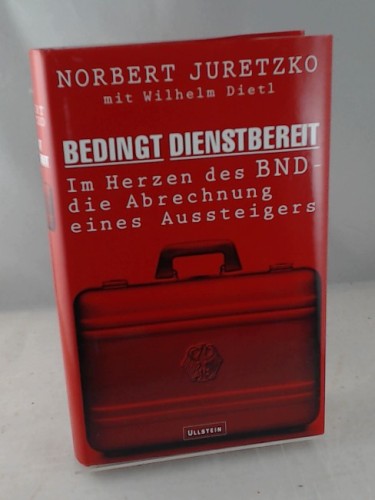 NORBERT JURETZKO
mit Wilhelm Dietl
BEDINGT DIENSTBEREIT
Im Herzen des BND-
die Abrechnung
eines Aussteigers
ULLSTEIN